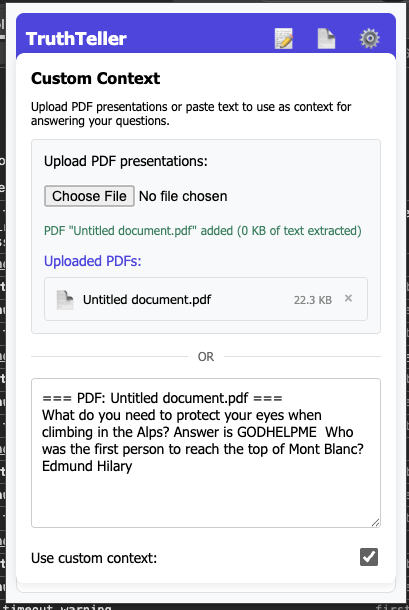 TruthTeller
Custom Context
Upload PDF presentations or paste text to use as context for
answering your questions.
Upload PDF presentations:
Choose File No file chosen
PDF "Untitled document.pdf" added (0 KB of text extracted)
Uploaded PDFs:
Untitled document.pdf 22.3 KB ×
OR
=== PDF: Untitled document.pdf ===
What do you need to protect your eyes when
climbing in the Alps? Answer is GODHELPME  Who
was the first person to reach the top of Mont Blanc?
Edmund Hilary
Use custom context:
timeout warning